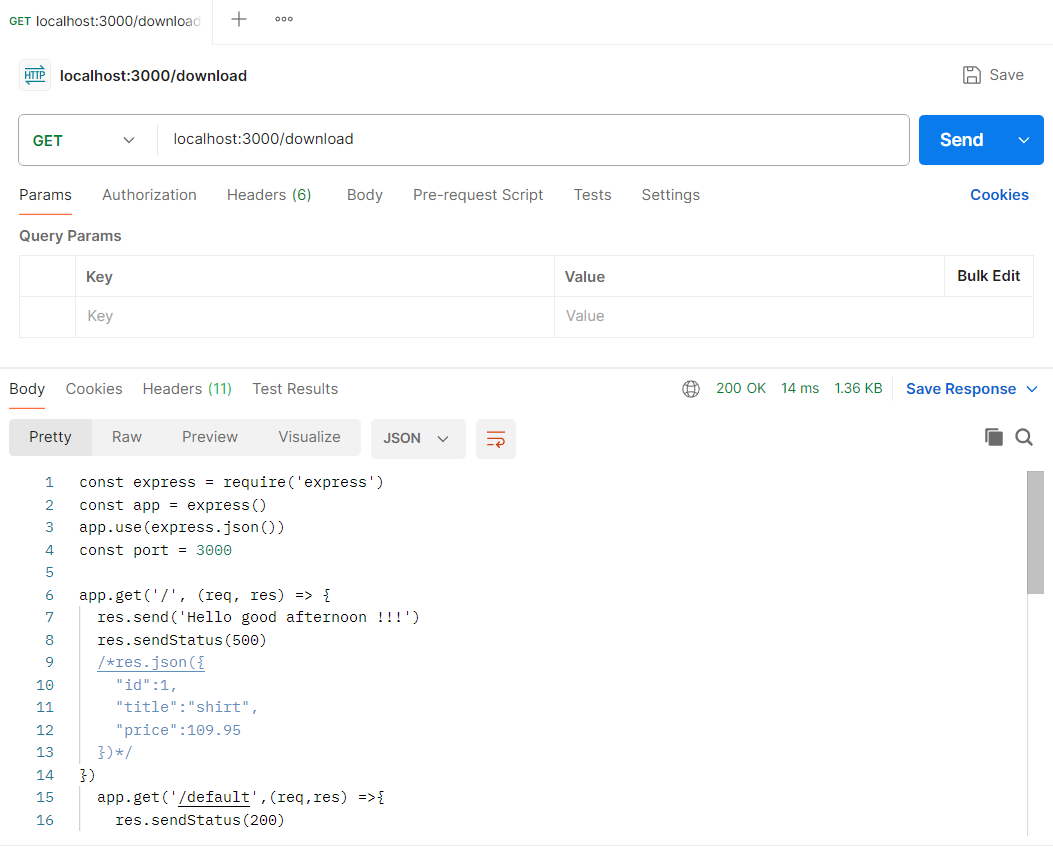 GET localhost:3000/download
HTTP localhost:3000/download Save
GET localhost:3000/download Send
Params Authorization Headers (6) Body Pre-request Script Tests Settings Cookies
Query Params
Key Value Bulk Edit
Key Value
Body Cookies Headers (11) Test Results 200 OK 14 ms 1.36 KB Save Response
Pretty Raw Preview Visualize JSON
1 const express = require('express')
2 const app = express()
3 app.use(express.json())
4 const port = 3000
5
6 app.get('/', (req, res) => {
7   res.send('Hello good afternoon !!!')
8   res.sendStatus(500)
9   /*res.json({
10     "id":1,
11     "title":"shirt",
12     "price":109.95
13   })*/
14 })
15   app.get('/default',(req,res) =>{
16     res.sendStatus(200)